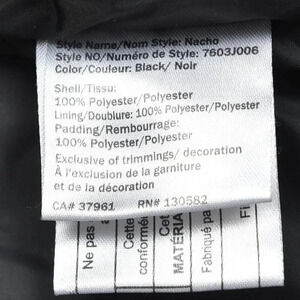 Style Name/Nom Style: Nacho
Style NO/Numéro de Style: 7603J006
Color/Couleur: Black/ Noir
Shell/Tissu:
100% Polyester/Polyester
Lining/Doublure: 100% Polyester/Polyester
Padding/Rembourrage:
100% Polyester/Polyester
Exclusive of trimmings/ decoration
À l'exclusion de la garniture
et de la décoration
CA# 37961 RN# 130582
Ne pas
Cette
conformém
Cette
MATÉRIA
Fabriqué pa